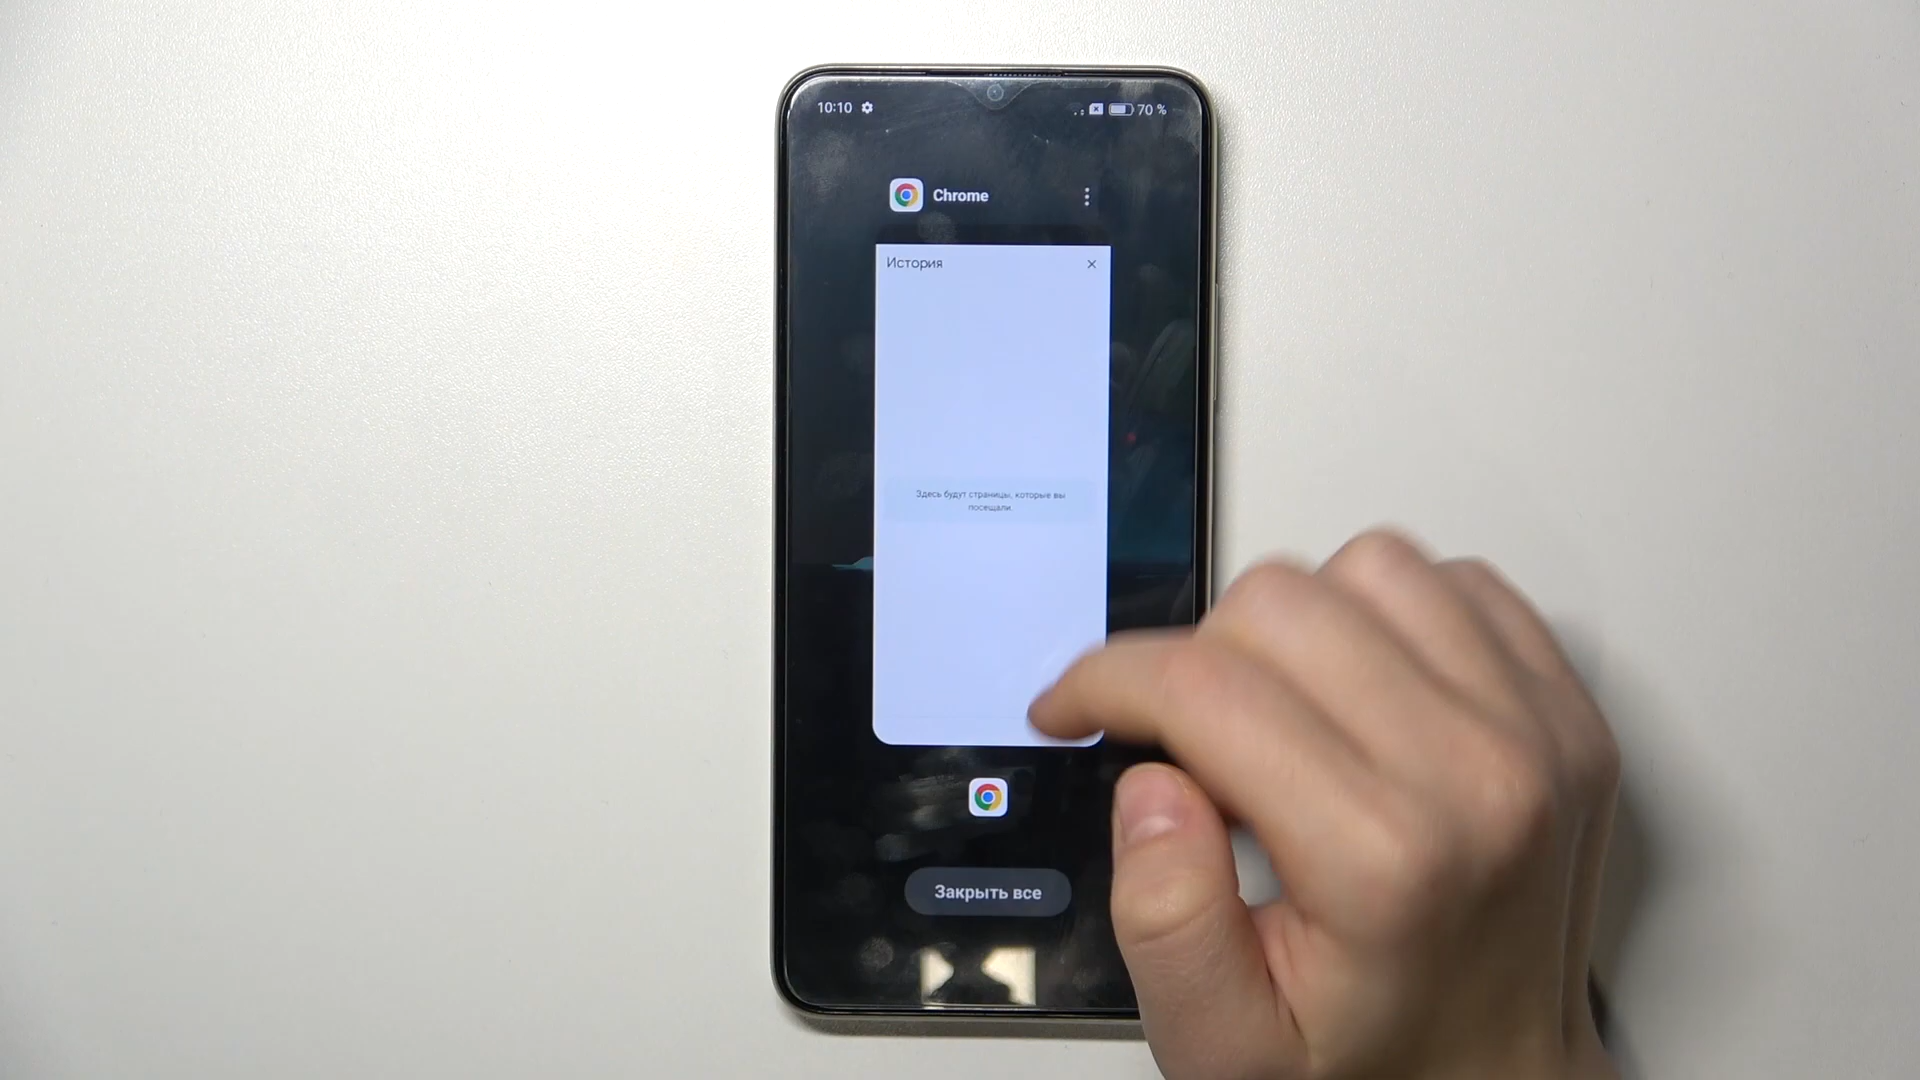 10:10
70 %
Chrome
История
Здесь будут страницы, которые вы
посещали.
Закрыть все